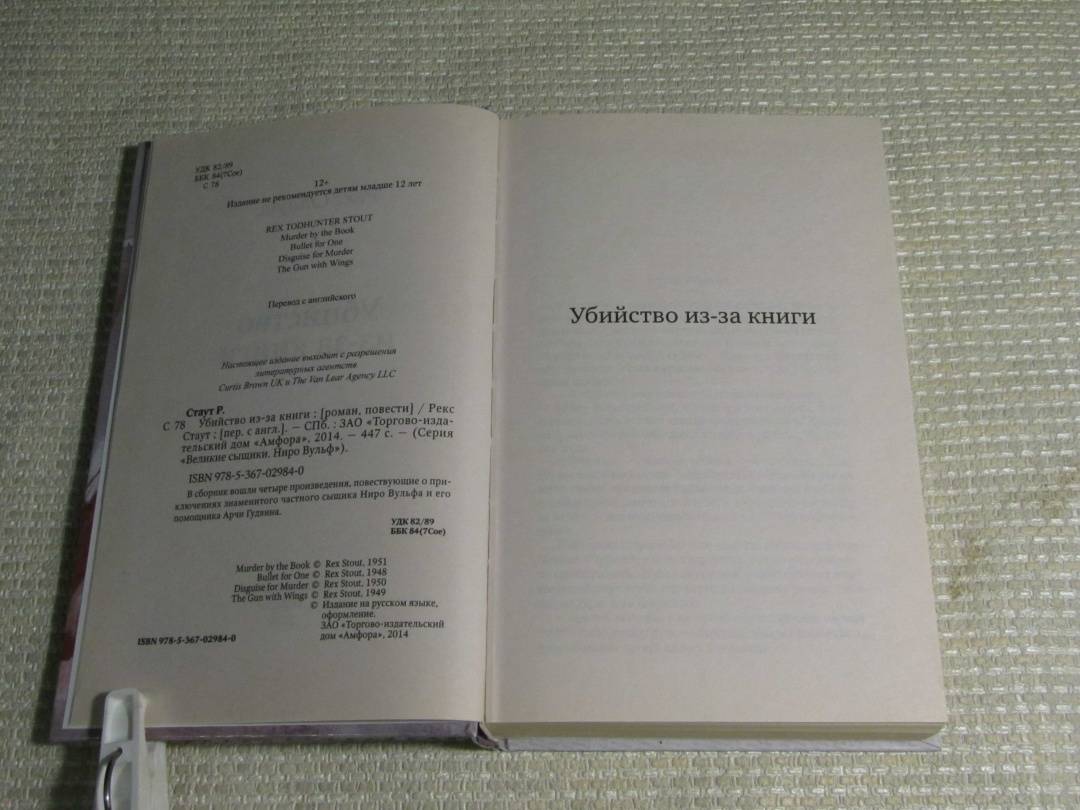 УДК 82/89
ББК 84(7Сое)
С 78
12+
Издание не рекомендуется детям младше 12 лет
REX TODHUNTER STOUT
Murder by the Book
Bullet for One
Disguise for Murder
The Gun with Wings
Перевод с английского
Настоящее издание выходит с разрешения
литературных агентств
Curtis Brown UK и The Van Lear Agency LLC
Стаут Р.
С 78 Убийство из-за книги : [роман, повести] / Рекс
Стаут ; [пер. с англ.]. — СПб. : ЗАО «Торгово-изда-
тельский дом «Амфора», 2014. — 447 с. — (Серия
«Великие сыщики. Ниро Вульф»).
ISBN 978-5-367-02984-0
В сборник вошли четыре произведения, повествующие о при-
ключениях знаменитого частного сыщика Ниро Вульфа и его
помощника Арчи Гудвина.
УДК 82/89
ББК 84(7Сое)
Murder by the Book © Rex Stout, 1951
Bullet for One © Rex Stout, 1948
Disguise for Murder © Rex Stout, 1950
The Gun with Wings © Rex Stout, 1949
© Издание на русском языке,
оформление.
ЗАО «Торгово-издательский
дом «Амфора», 2014
ISBN 978-5-367-02984-0
Убийство из-за книги